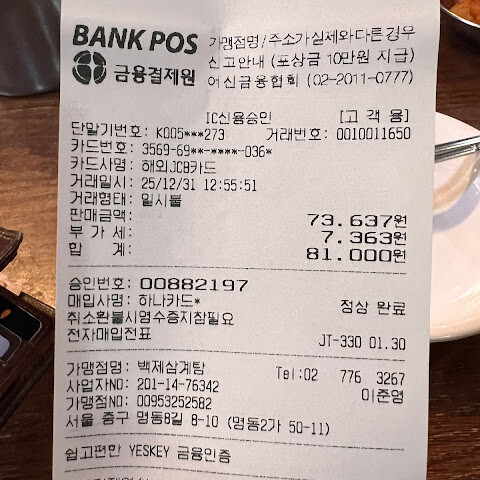 BANK POS
금융결제원
가맹점명/주소가실제와다른경우
신고안내 (포상금 10만원 지급)
여신금융협회 (02-2011-0777)
IC신용승인 [고 객 용]
단말기번호: K005***273 거래번호: 0010011650
카드번호: 3569-69**-****-036*
카드사명: 해외JCB카드
거래일시: 25/12/31 12:55:51
거래형태: 일시불
판매금액: 73.637원
부 가 세: 7.363원
합 계: 81.000원
승인번호: 00882197
매입사명: 하나카드* 정상 완료
취소환불시영수증지참필요
전자매입전표 JT-330 01.30
가맹점명: 백제삼계탕 Tel:02 776 3267
사업자NO: 201-14-76342 이준영
가맹점NO: 00953252582
서울 중구 명동8길 8-10 (명동2가 50-11)
쉽고편한 YESKEY 금융인증